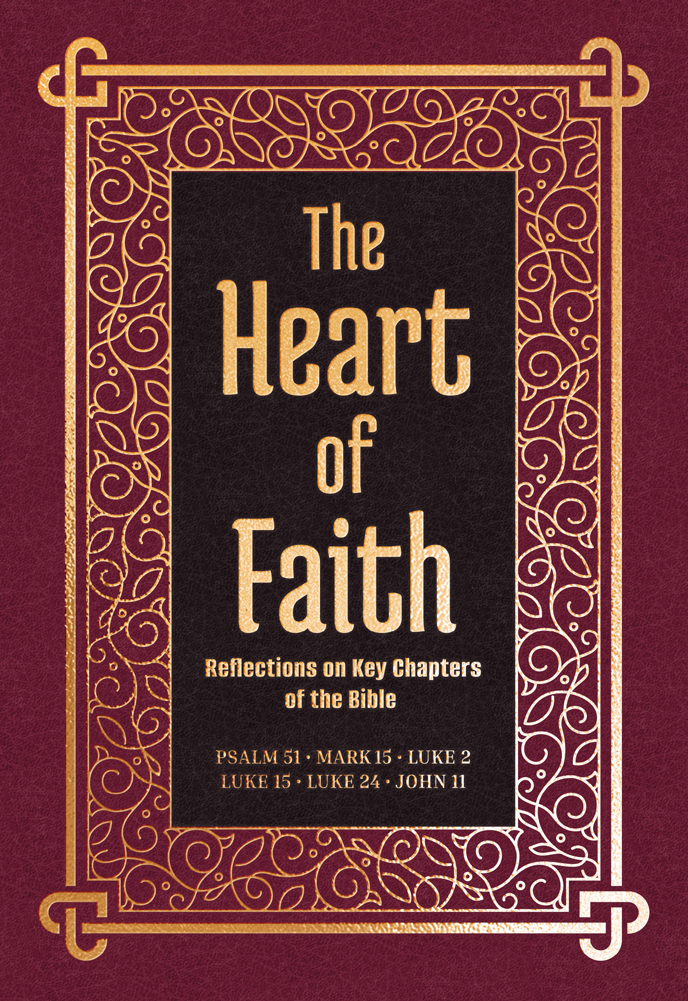 The
Heart
of
Faith
Reflections on Key Chapters
of the Bible
PSALM 51 · MARK 15 · LUKE 2
LUKE 15 · LUKE 24 · JOHN 11